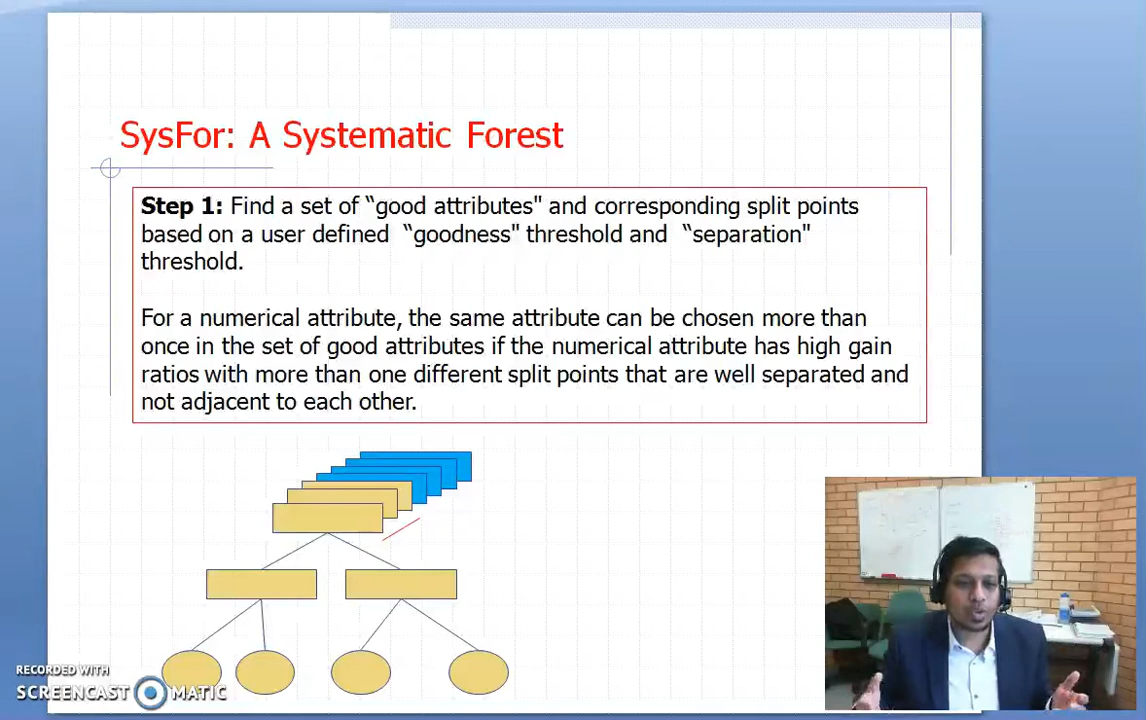 SysFor: A Systematic Forest
Step 1: Find a set of “good attributes" and corresponding split points
based on a user defined “goodness" threshold and “separation"
threshold.
For a numerical attribute, the same attribute can be chosen more than
once in the set of good attributes if the numerical attribute has high gain
ratios with more than one different split points that are well separated and
not adjacent to each other.
RECORDED WITH
SCREENCAST MATIC